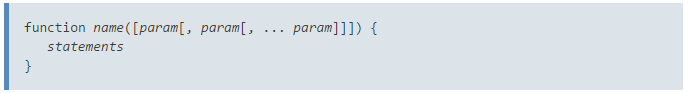 function name([param[, param[, ... param]]]) {
   statements
}